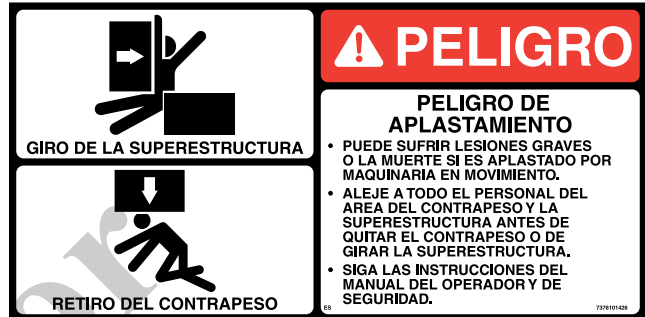 GIRO DE LA SUPERESTRUCTURA
RETIRO DEL CONTRAPESO
PELIGRO
PELIGRO DE
APLASTAMIENTO
• PUEDE SUFRIR LESIONES GRAVES
O LA MUERTE SI ES APLASTADO POR
MAQUINARIA EN MOVIMIENTO.
• ALEJE A TODO EL PERSONAL DEL
AREA DEL CONTRAPESO Y LA
SUPERESTRUCTURA ANTES DE
QUITAR EL CONTRAPESO O DE
GIRAR LA SUPERESTRUCTURA.
• SIGA LAS INSTRUCCIONES DEL
MANUAL DEL OPERADOR Y DE
SEGURIDAD.
ES
7376101426